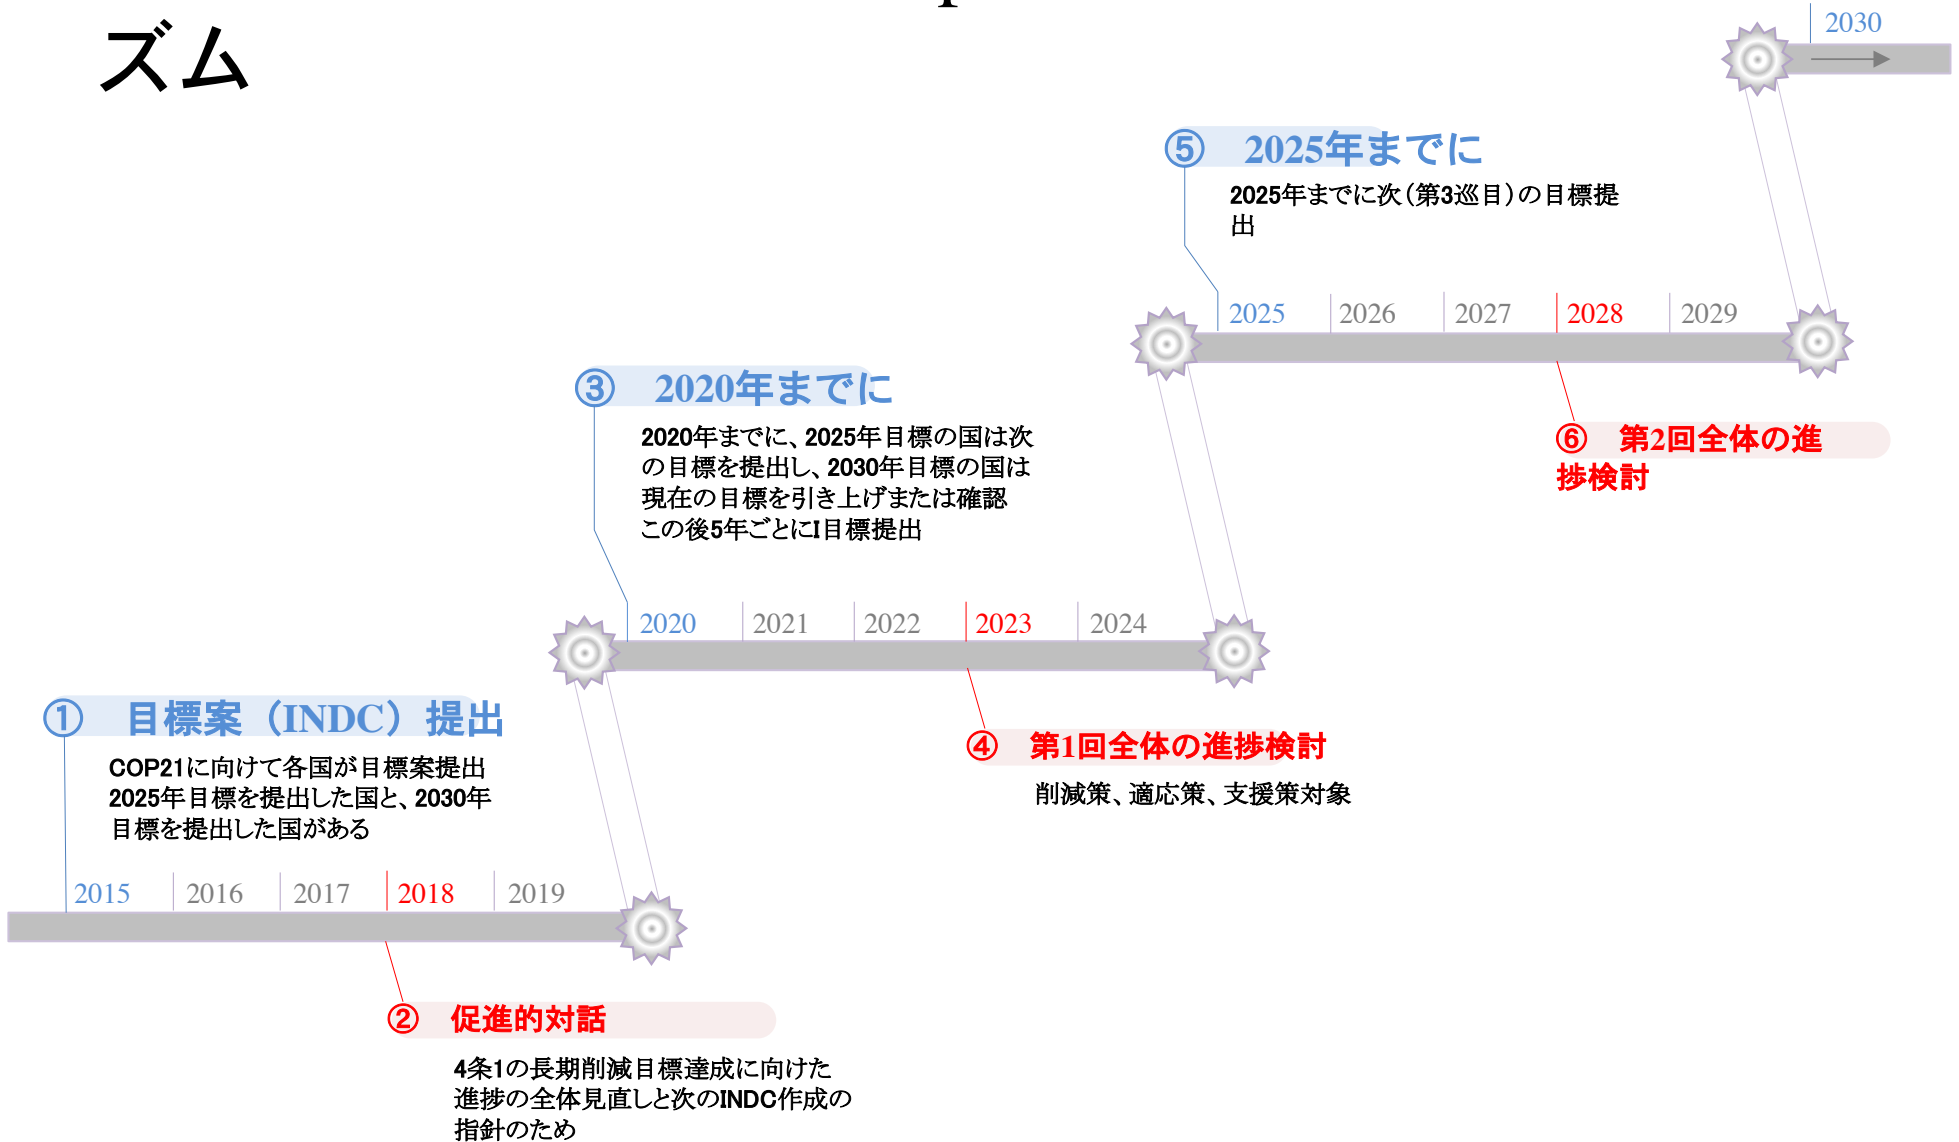 ズム
2030
⑤ 2025年までに
2025年までに次(第3巡目)の目標提
出
2025 2026 2027 2028 2029
⑥ 第2回全体の進
捗検討
③ 2020年までに
2020年までに、2025年目標の国は次
の目標を提出し、2030年目標の国は
現在の目標を引き上げまたは確認
この後5年ごとにI目標提出
2020 2021 2022 2023 2024
④ 第1回全体の進捗検討
削減策、適応策、支援策対象
① 目標案(INDC)提出
COP21に向けて各国が目標案提出
2025年目標を提出した国と、2030年
目標を提出した国がある
2015 2016 2017 2018 2019
② 促進的対話
4条1の長期削減目標達成に向けた
進捗の全体見直しと次のINDC作成の
指針のため